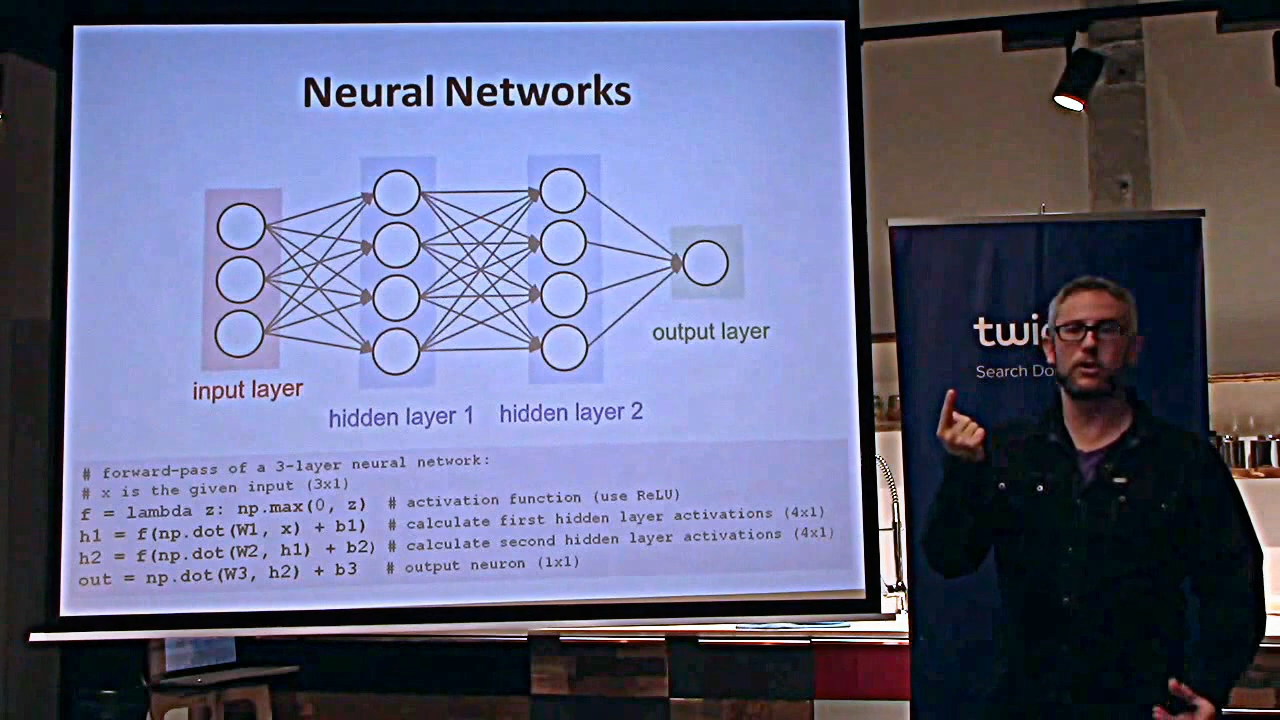 Neural Networks
input layer
hidden layer 1
hidden layer 2
output layer
# forward-pass of a 3-layer neural network:
# x is the given input (3x1)
f = lambda z: np.max(0, z) # activation function (use ReLU)
h1 = f(np.dot(W1, x) + b1) # calculate first hidden layer activations (4x1)
h2 = f(np.dot(W2, h1) + b2) # calculate second hidden layer activations (4x1)
out = np.dot(W3, h2) + b3 # output neuron (1x1)
Search